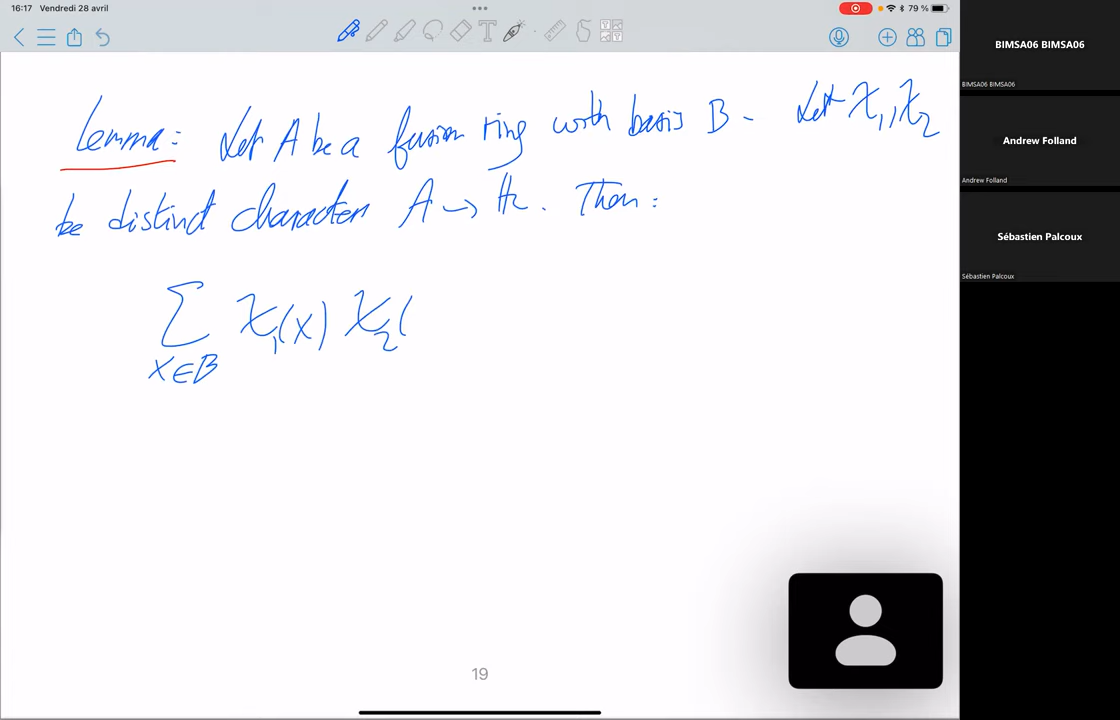 16:17 Vendredi 28 avril
79 %
Lemma: Let A be a fusion ring with basis B. Let χ₁, χ₂
be distinct characters A → k. Then:
∑ χ₁(x) χ₂(
x∈B
19
BIMSA06 BIMSA06
BIMSA06 BIMSA06
Andrew Folland
Andrew Folland
Sébastien Palcoux
Sébastien Palcoux